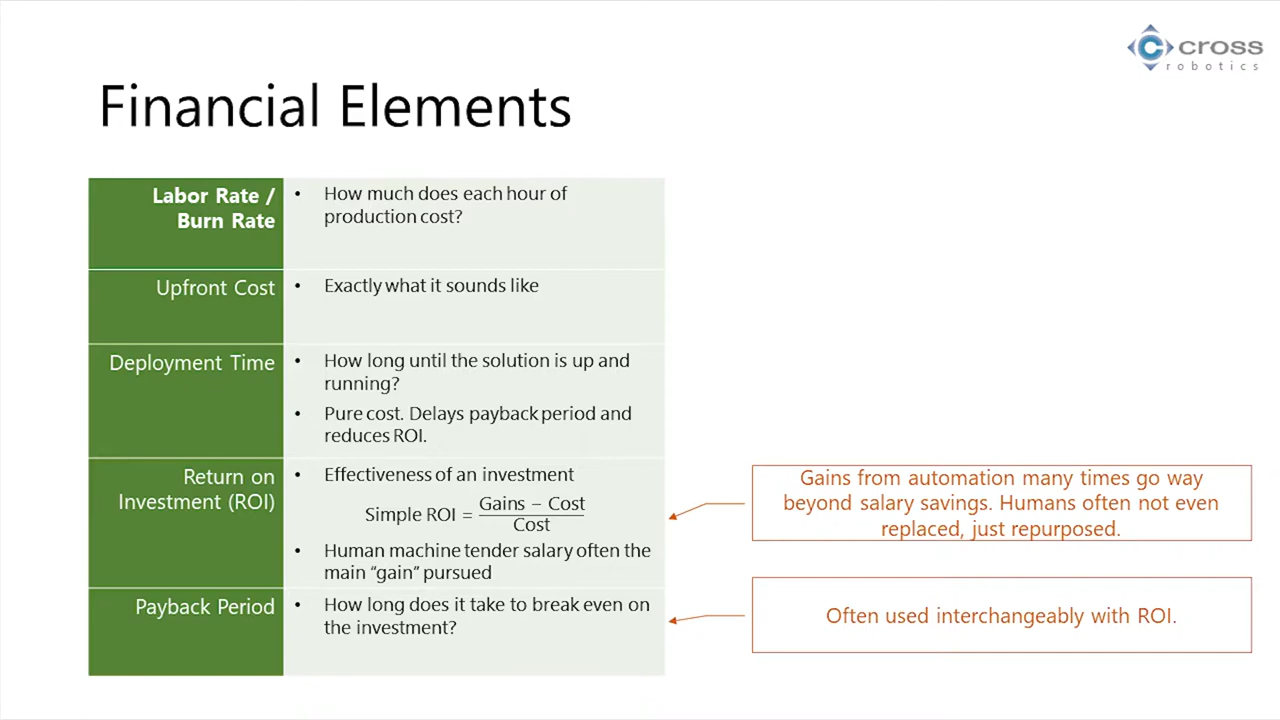 cross
robotics
Financial Elements
Labor Rate /
Burn Rate
• How much does each hour of
production cost?
Upfront Cost
• Exactly what it sounds like
Deployment Time
• How long until the solution is up and
running?
• Pure cost. Delays payback period and
reduces ROI.
Return on
Investment (ROI)
• Effectiveness of an investment
Simple ROI = Gains − Cost
Cost
• Human machine tender salary often the
main “gain” pursued
Gains from automation many times go way
beyond salary savings. Humans often not even
replaced, just repurposed.
Payback Period
• How long does it take to break even on
the investment?
Often used interchangeably with ROI.